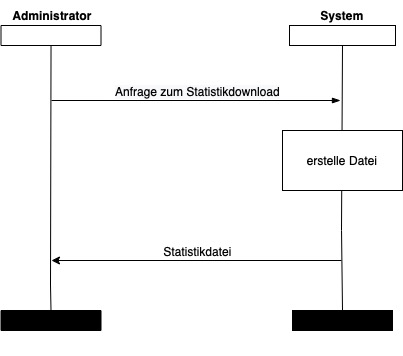 Administrator
System
Anfrage zum Statistikdownload
erstelle Datei
Statistikdatei